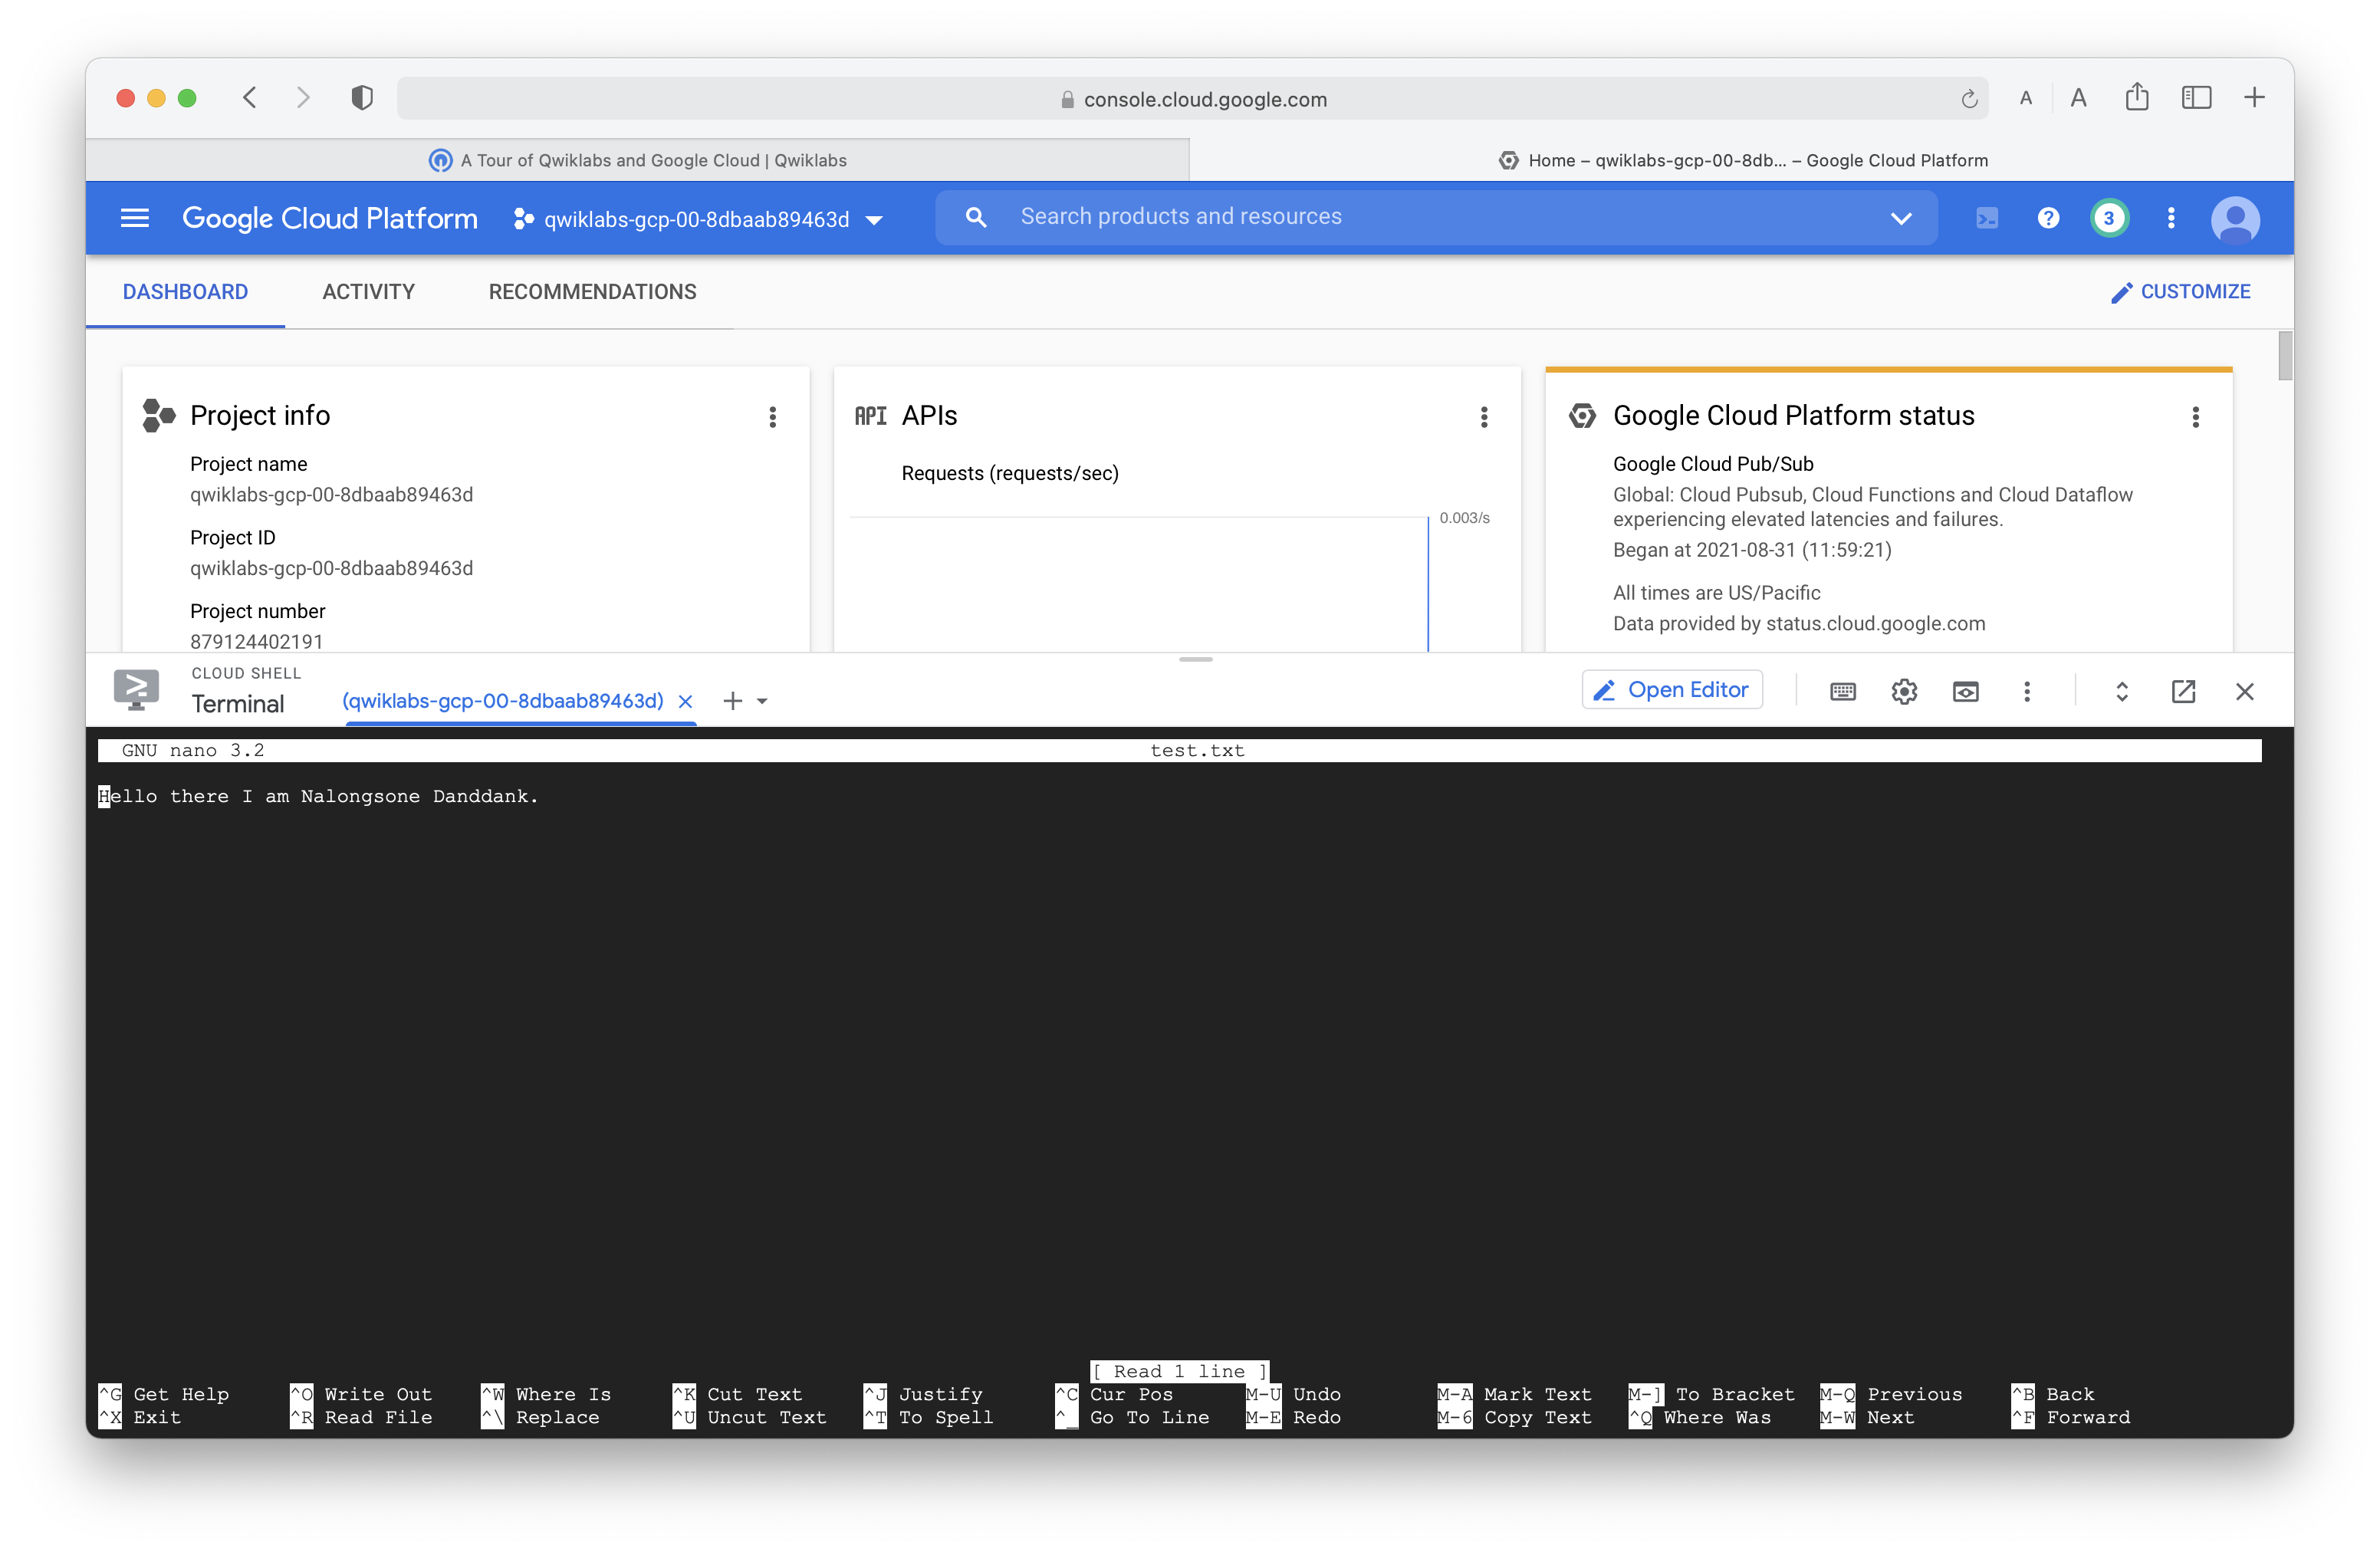 console.cloud.google.com
A A
A Tour of Qwiklabs and Google Cloud | Qwiklabs
Home – qwiklabs-gcp-00-8db... – Google Cloud Platform
Google Cloud Platform
qwiklabs-gcp-00-8dbaab89463d
Search products and resources
?
3
DASHBOARD
ACTIVITY
RECOMMENDATIONS
CUSTOMIZE
Project info
Project name
qwiklabs-gcp-00-8dbaab89463d
Project ID
qwiklabs-gcp-00-8dbaab89463d
Project number
879124402191
API APIs
Requests (requests/sec)
0.003/s
Google Cloud Platform status
Google Cloud Pub/Sub
Global: Cloud Pubsub, Cloud Functions and Cloud Dataflow
experiencing elevated latencies and failures.
Began at 2021-08-31 (11:59:21)
All times are US/Pacific
Data provided by status.cloud.google.com
CLOUD SHELL
Terminal
(qwiklabs-gcp-00-8dbaab89463d)
Open Editor
GNU nano 3.2 test.txt
Hello there I am Nalongsone Danddank.
[ Read 1 line ]
^G Get Help ^O Write Out ^W Where Is ^K Cut Text ^J Justify ^C Cur Pos M-U Undo M-A Mark Text M-] To Bracket M-Q Previous ^B Back
^X Exit ^R Read File ^\ Replace ^U Uncut Text ^T To Spell ^_ Go To Line M-E Redo M-6 Copy Text ^Q Where Was M-W Next ^F Forward